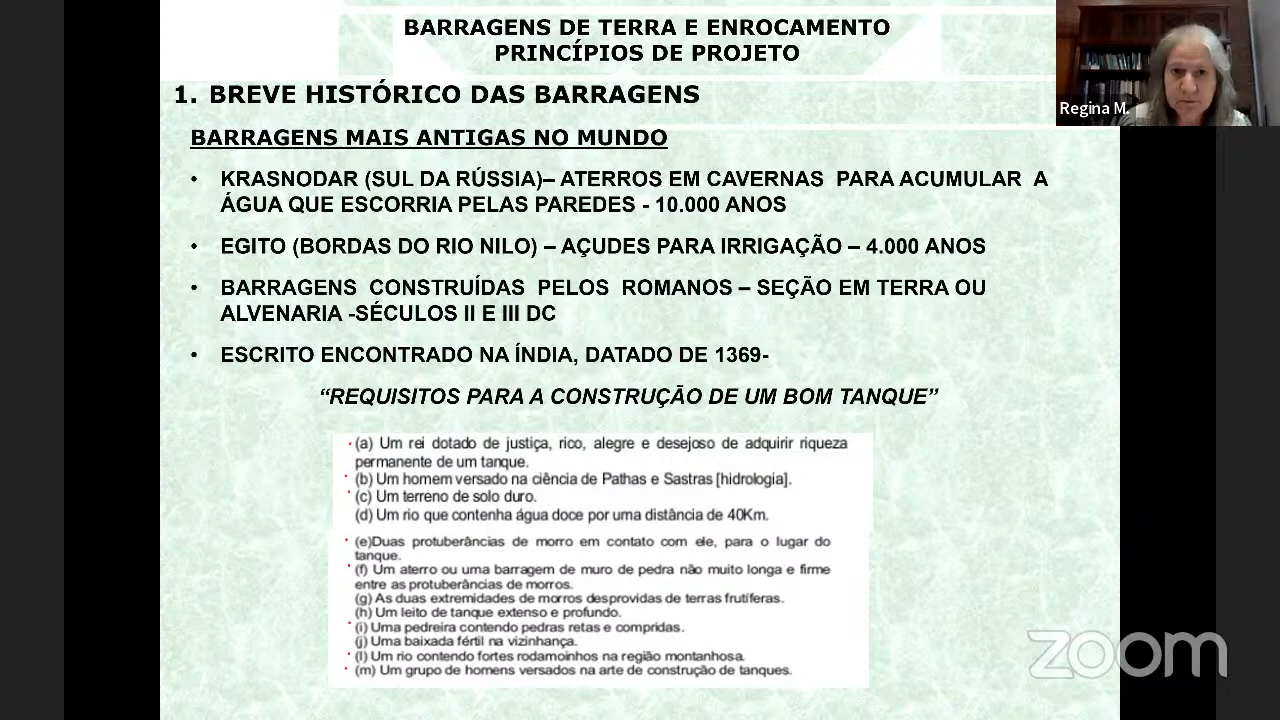 BARRAGENS DE TERRA E ENROCAMENTO
PRINCÍPIOS DE PROJETO
1. BREVE HISTÓRICO DAS BARRAGENS
BARRAGENS MAIS ANTIGAS NO MUNDO
• KRASNODAR (SUL DA RÚSSIA)– ATERROS EM CAVERNAS PARA ACUMULAR A
ÁGUA QUE ESCORRIA PELAS PAREDES - 10.000 ANOS
• EGITO (BORDAS DO RIO NILO) – AÇUDES PARA IRRIGAÇÃO – 4.000 ANOS
• BARRAGENS CONSTRUÍDAS PELOS ROMANOS – SEÇÃO EM TERRA OU
ALVENARIA -SÉCULOS II E III DC
• ESCRITO ENCONTRADO NA ÍNDIA, DATADO DE 1369-
“REQUISITOS PARA A CONSTRUÇÃO DE UM BOM TANQUE”
(a) Um rei dotado de justiça, rico, alegre e desejoso de adquirir riqueza
permanente de um tanque.
(b) Um homem versado na ciência de Pathas e Sastras [hidrologia].
(c) Um terreno de solo duro.
(d) Um rio que contenha água doce por uma distância de 40Km.
(e)Duas protuberâncias de morro em contato com ele, para o lugar do
tanque.
(f) Um aterro ou uma barragem de muro de pedra não muito longa e firme
entre as protuberâncias de morros.
(g) As duas extremidades de morros desprovidas de terras frutíferas.
(h) Um leito de tanque extenso e profundo.
(i) Uma pedreira contendo pedras retas e compridas.
(j) Uma baixada fértil na vizinhança.
(l) Um rio contendo fortes rodamoinhos na região montanhosa.
(m) Um grupo de homens versados na arte de construção de tanques.
Regina M.
zoom